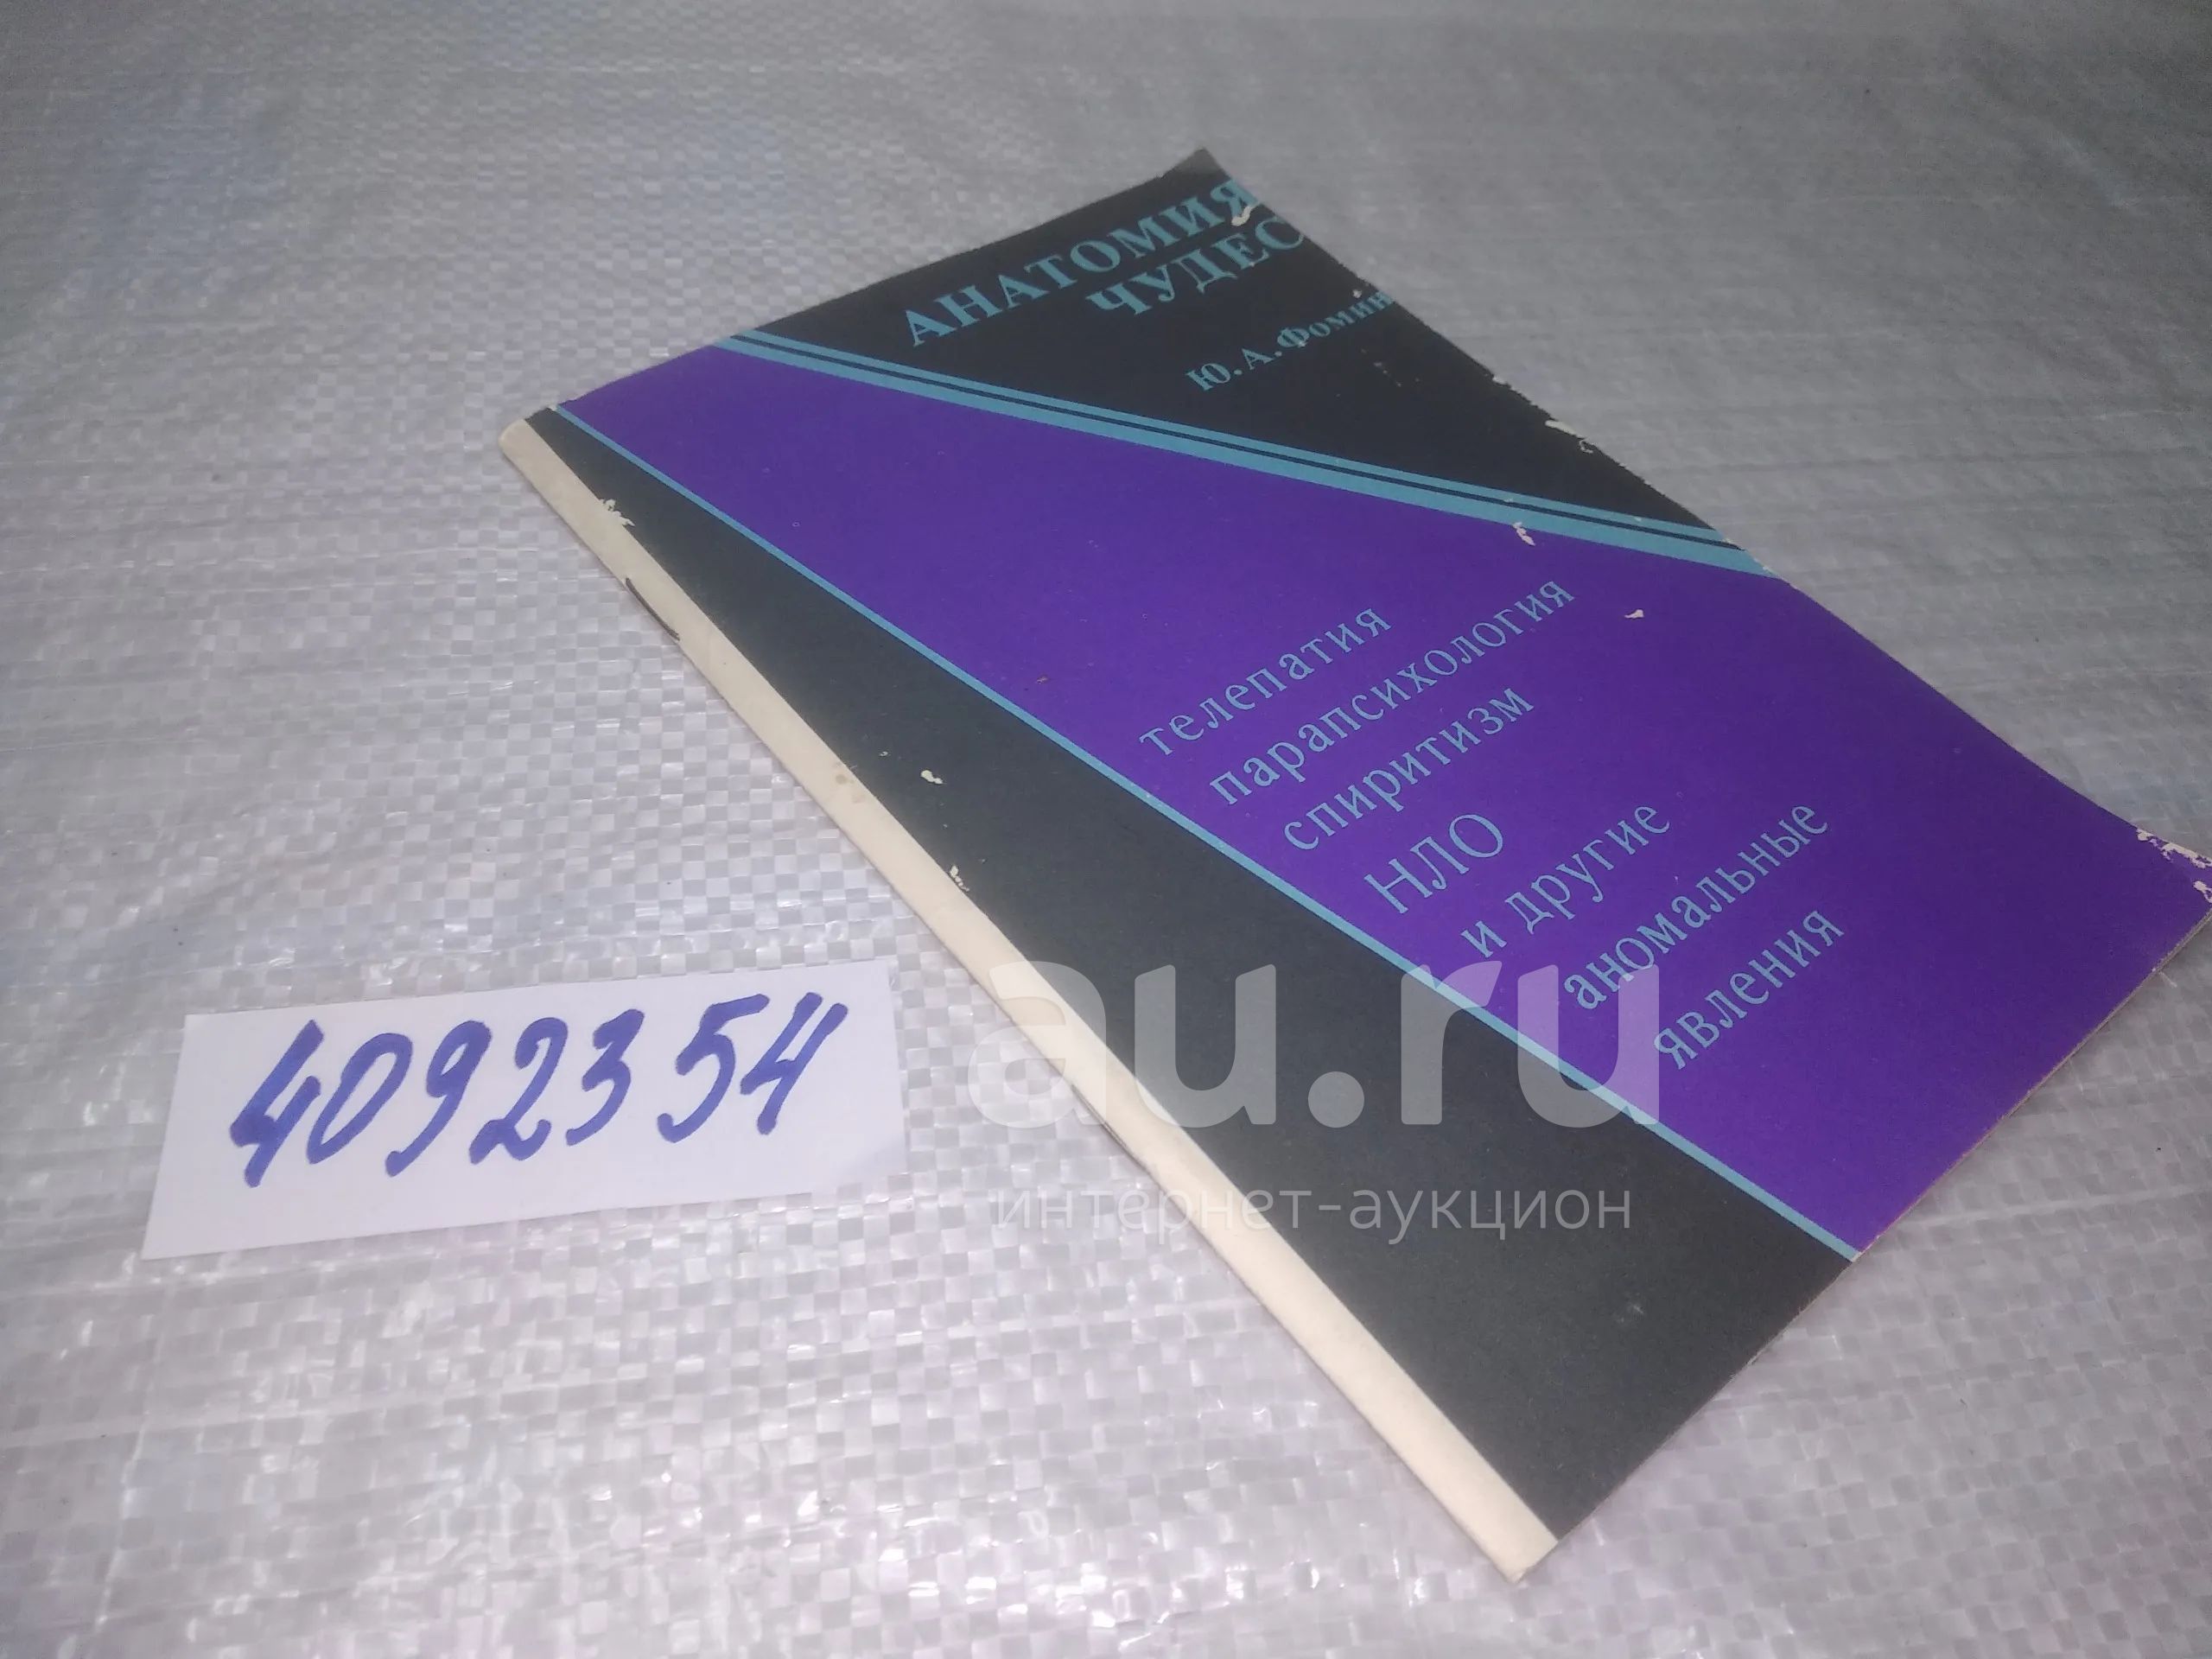 АНАТОМИЯ
ЧУДЕС
Ю. А. Фомин
телепатия
парапсихология
спиритизм
НЛО
и другие
аномальные
явления
4092354
au.ru
интернет-аукцион